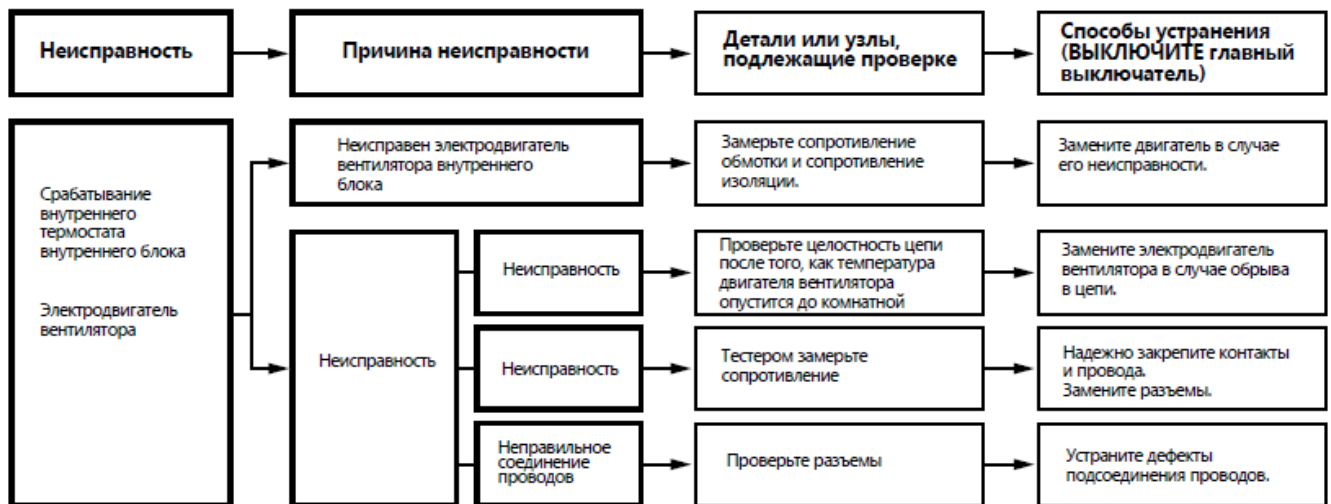 Неисправность
Причина неисправности
Детали или узлы,
подлежащие проверке
Способы устранения
(ВЫКЛЮЧИТЕ главный
выключатель)
Срабатывание
внутреннего
термостата
внутреннего блока
Электродвигатель
вентилятора
Неисправен электродвигатель
вентилятора внутреннего
блока
Замерьте сопротивление
обмотки и сопротивление
изоляции.
Замените двигатель в случае
его неисправности.
Неисправность
Неисправность
Проверьте целостность цепи
после того, как температура
двигателя вентилятора
опустится до комнатной
Замените электродвигатель
вентилятора в случае обрыва
в цепи.
Неисправность
Тестером замерьте
сопротивление
Надежно закрепите контакты
и провода.
Замените разъемы.
Неправильное
соединение
проводов
Проверьте разъемы
Устраните дефекты
подсоединения проводов.